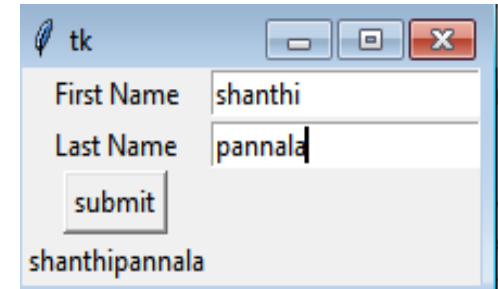 tk
First Name shanthi
Last Name pannala
submit
shanthipannala